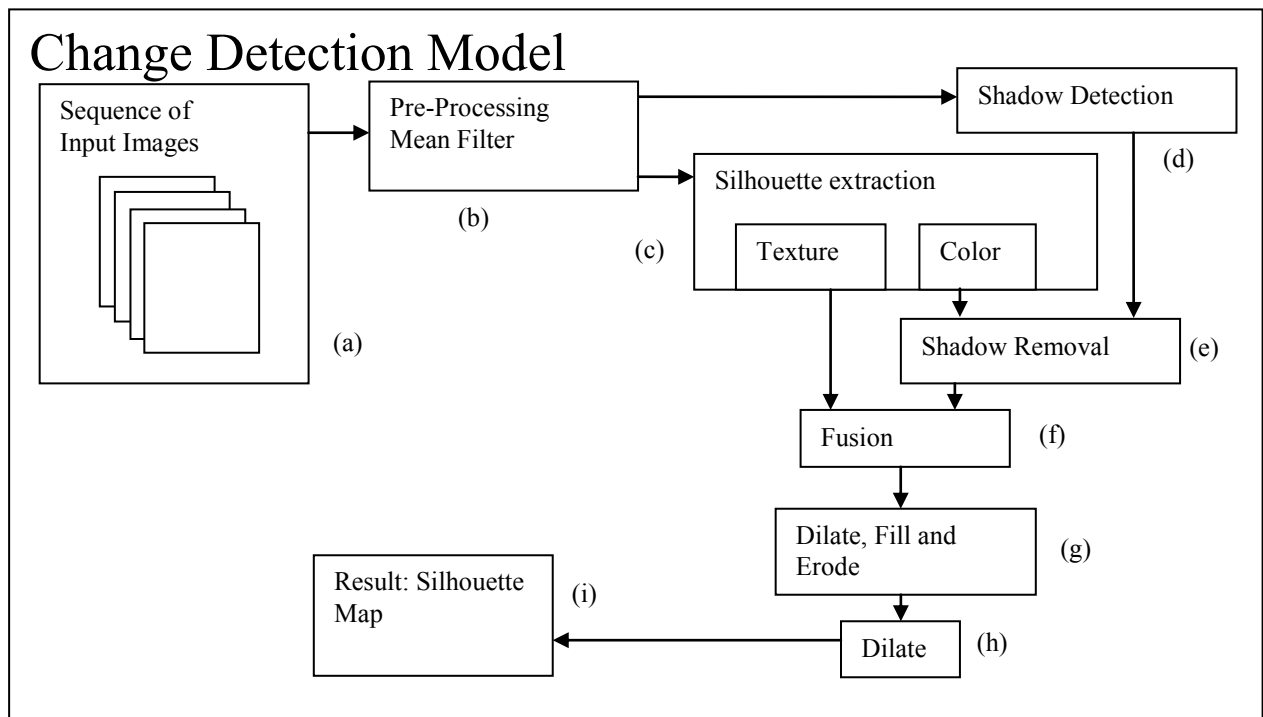 Change Detection Model
Sequence of
Input Images
(a)
Pre-Processing
Mean Filter
(b)
Silhouette extraction
(c)
Texture
Color
Shadow Detection
(d)
Shadow Removal
(e)
Fusion
(f)
Dilate, Fill and
Erode
(g)
Dilate
(h)
Result: Silhouette
Map
(i)